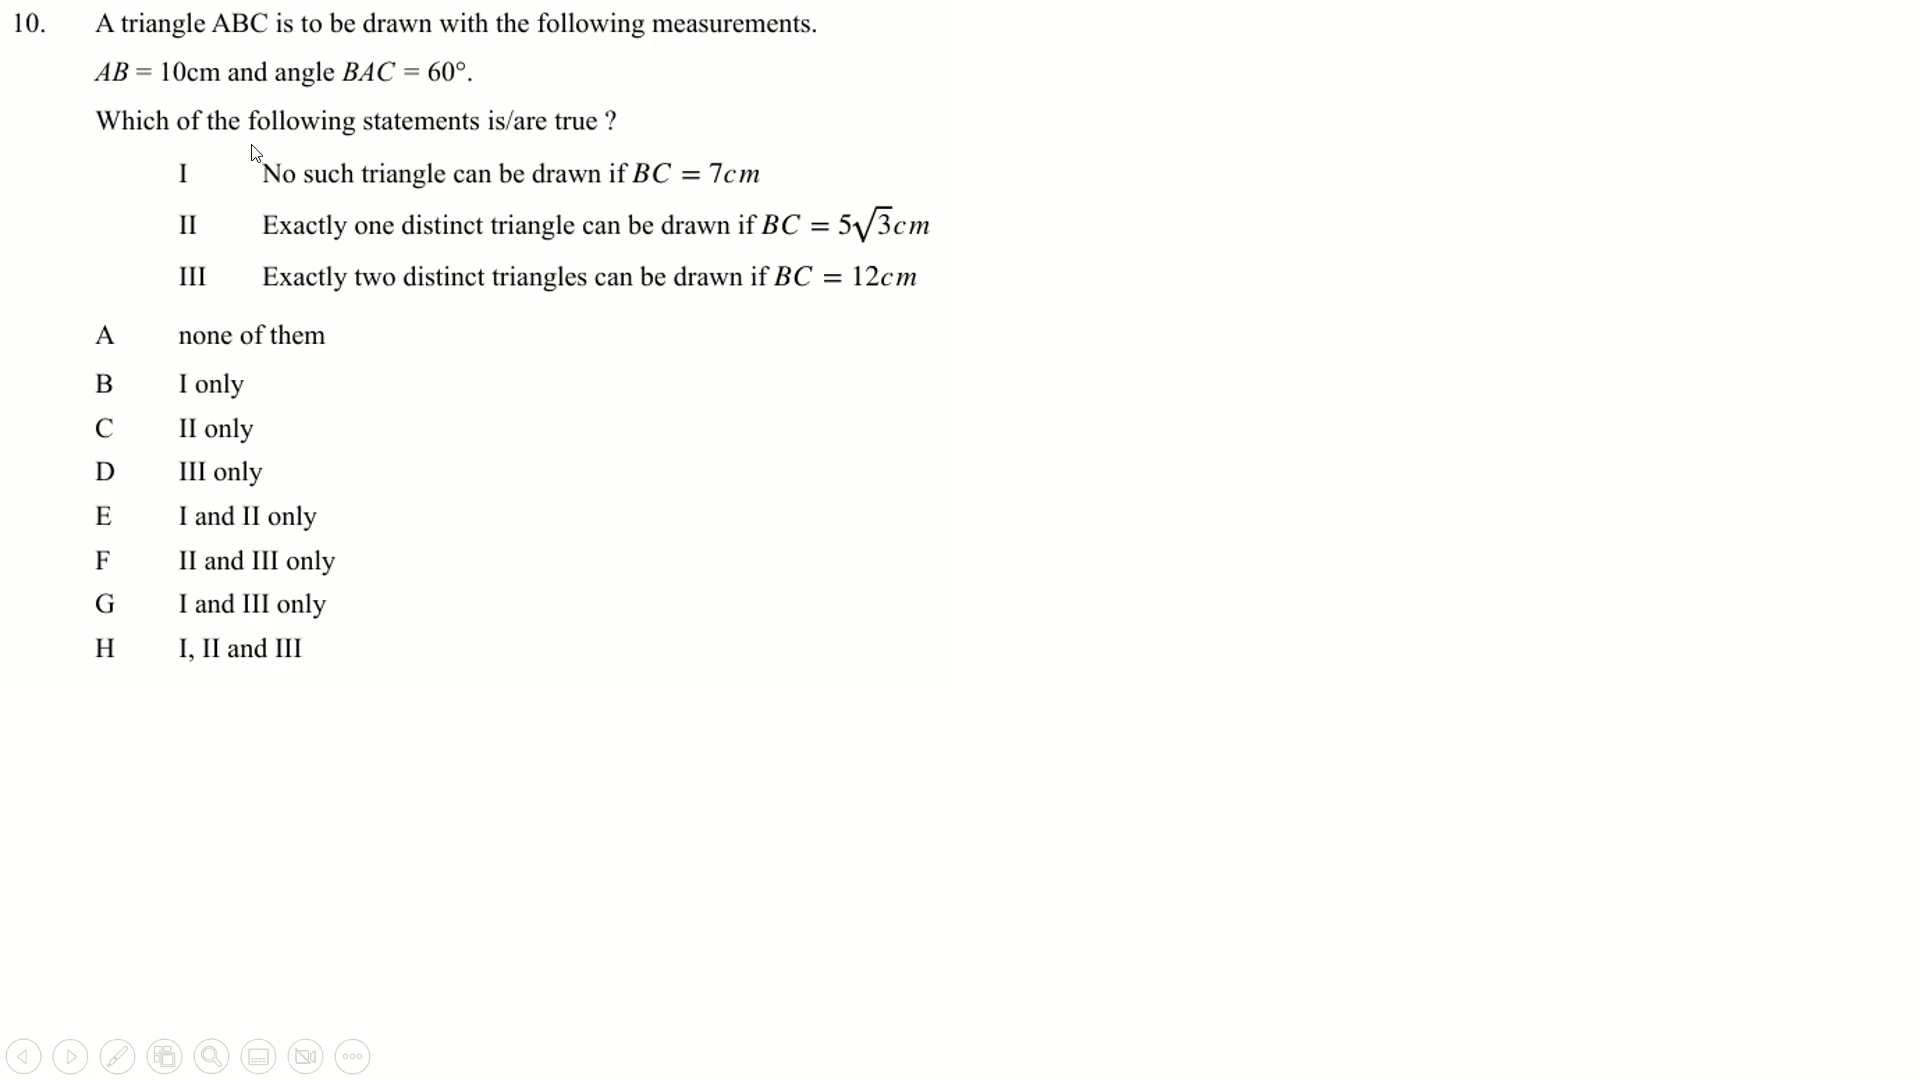 10. A triangle ABC is to be drawn with the following measurements.
AB = 10cm and angle BAC = 60°.
Which of the following statements is/are true ?
I No such triangle can be drawn if BC = 7cm
II Exactly one distinct triangle can be drawn if BC = 5√3cm
III Exactly two distinct triangles can be drawn if BC = 12cm
A none of them
B I only
C II only
D III only
E I and II only
F II and III only
G I and III only
H I, II and III